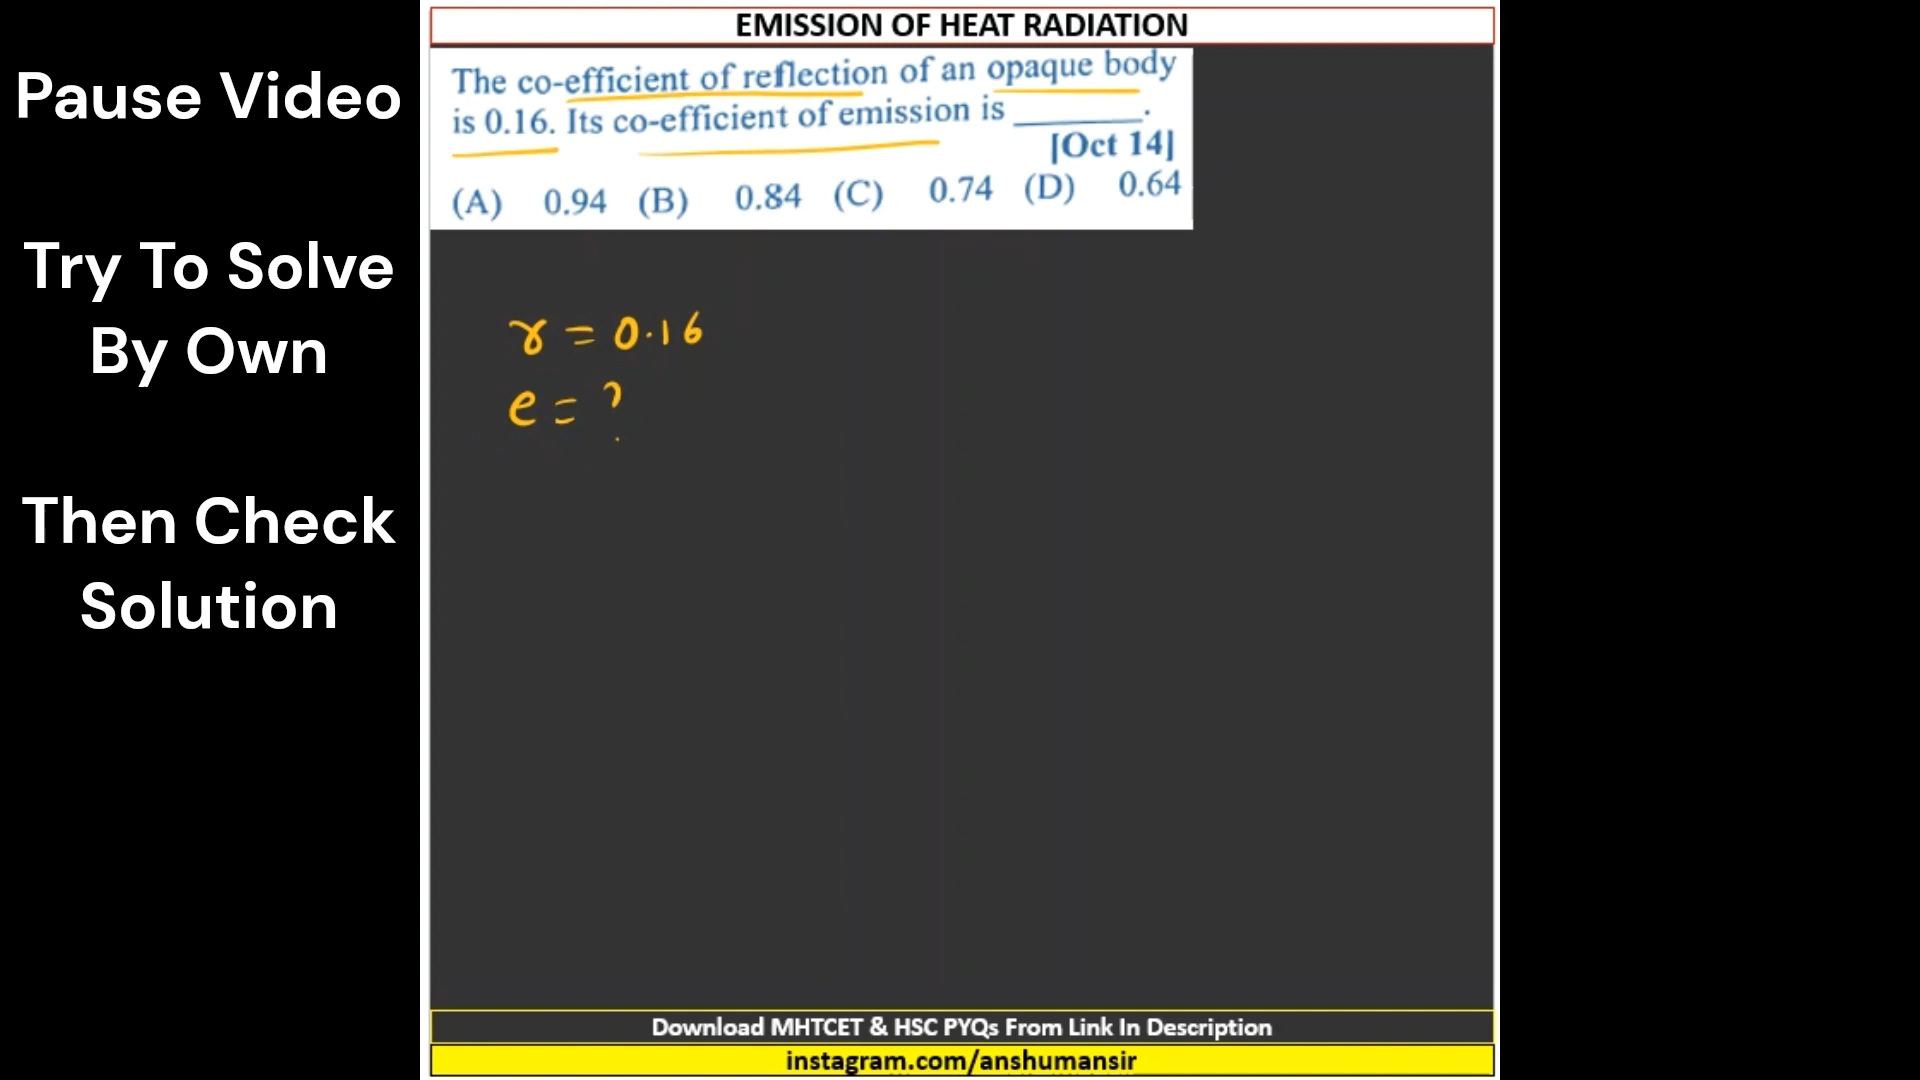 EMISSION OF HEAT RADIATION
Pause Video
Try To Solve
By Own
Then Check
Solution
The co-efficient of reflection of an opaque body
is 0.16. Its co-efficient of emission is ________.
[Oct 14]
(A) 0.94 (B) 0.84 (C) 0.74 (D) 0.64
r = 0.16
e = ?
Download MHTCET & HSC PYQs From Link In Description
instagram.com/anshumansir